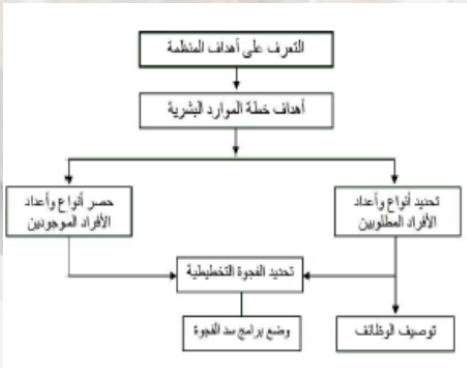 التعرف على أهداف المنظمة
أهداف خطة الموارد البشرية
تحديد أنواع وأعداد
الأفراد المطلوبين
حصر أنواع وأعداد
الأفراد الموجودين
تحديد الفجوة التخطيطية
توصيف الوظائف
وضع برامج سد الفجوة